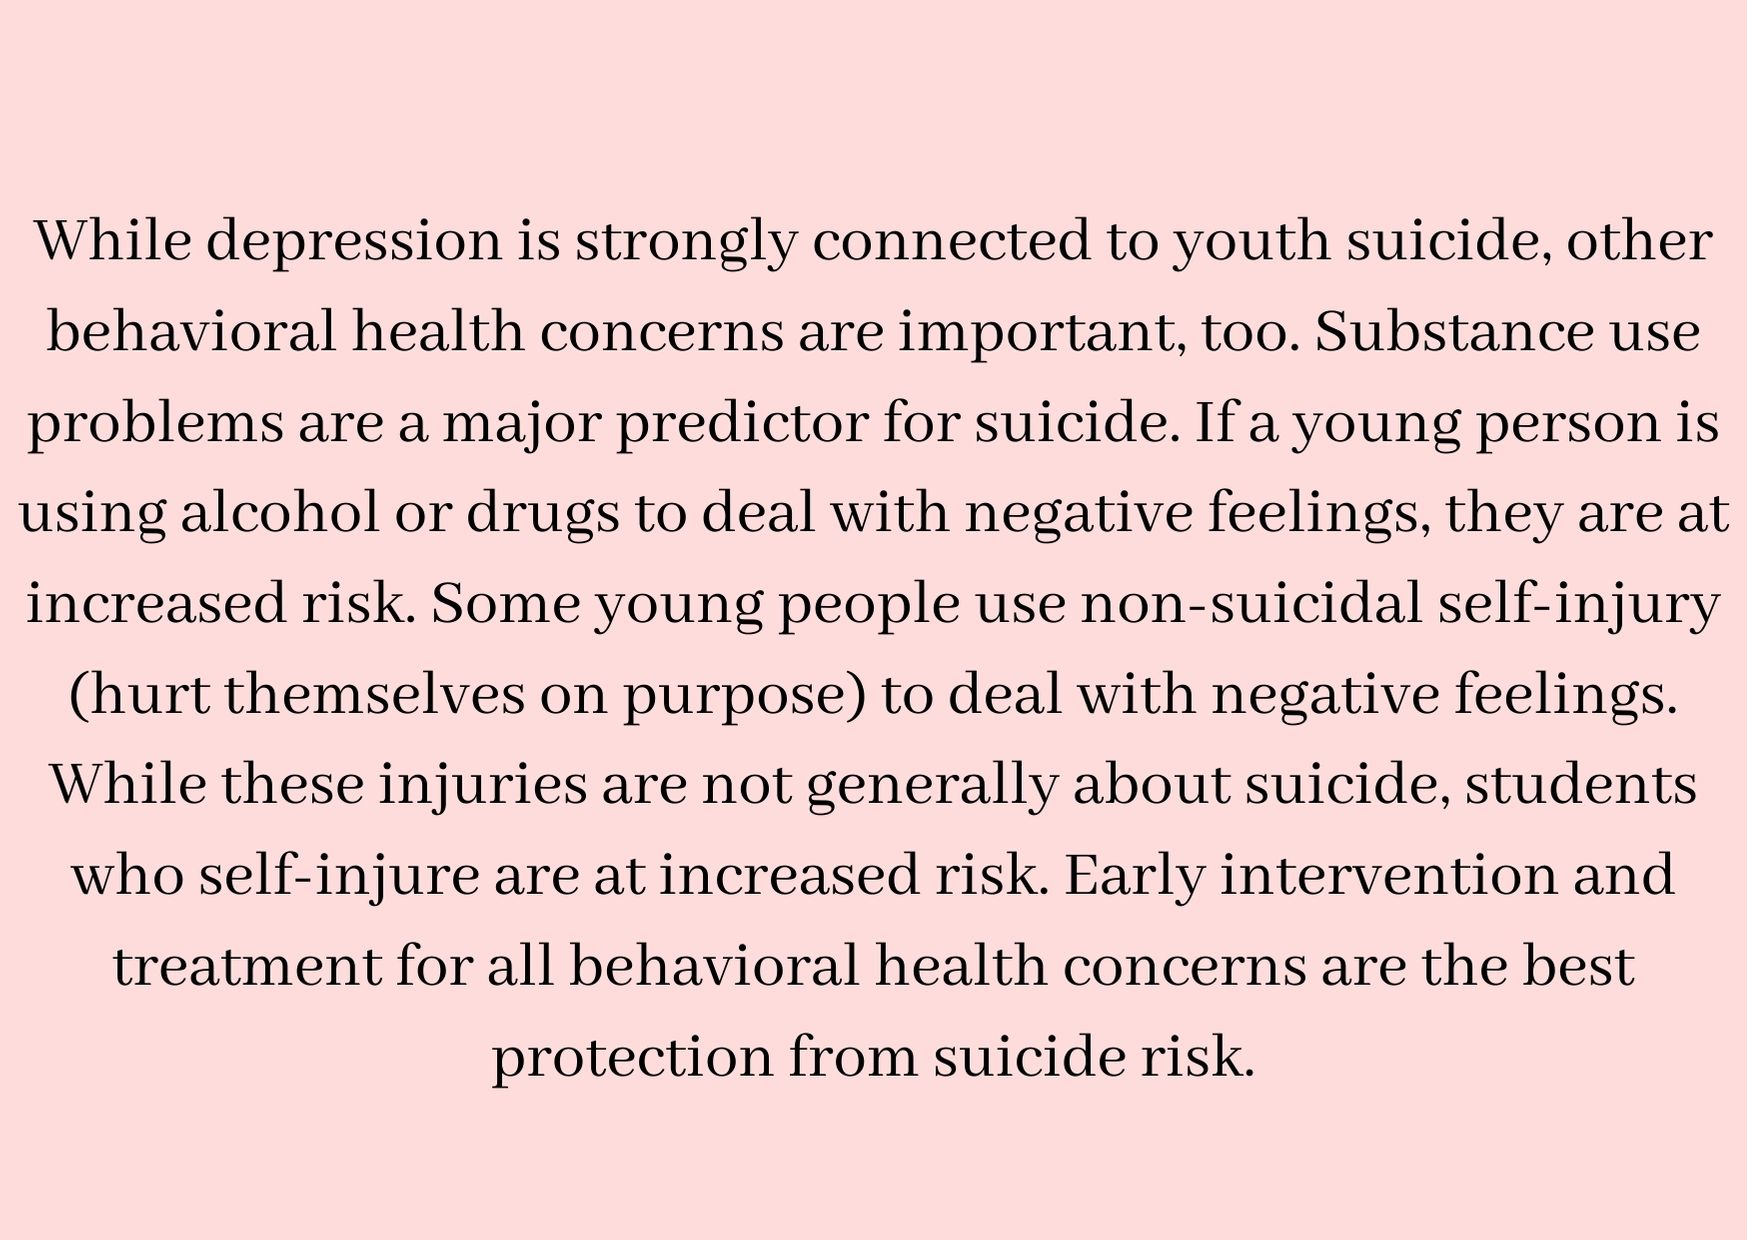 While depression is strongly connected to youth suicide, other
behavioral health concerns are important, too. Substance use
problems are a major predictor for suicide. If a young person is
using alcohol or drugs to deal with negative feelings, they are at
increased risk. Some young people use non-suicidal self-injury
(hurt themselves on purpose) to deal with negative feelings.
While these injuries are not generally about suicide, students
who self-injure are at increased risk. Early intervention and
treatment for all behavioral health concerns are the best
protection from suicide risk.